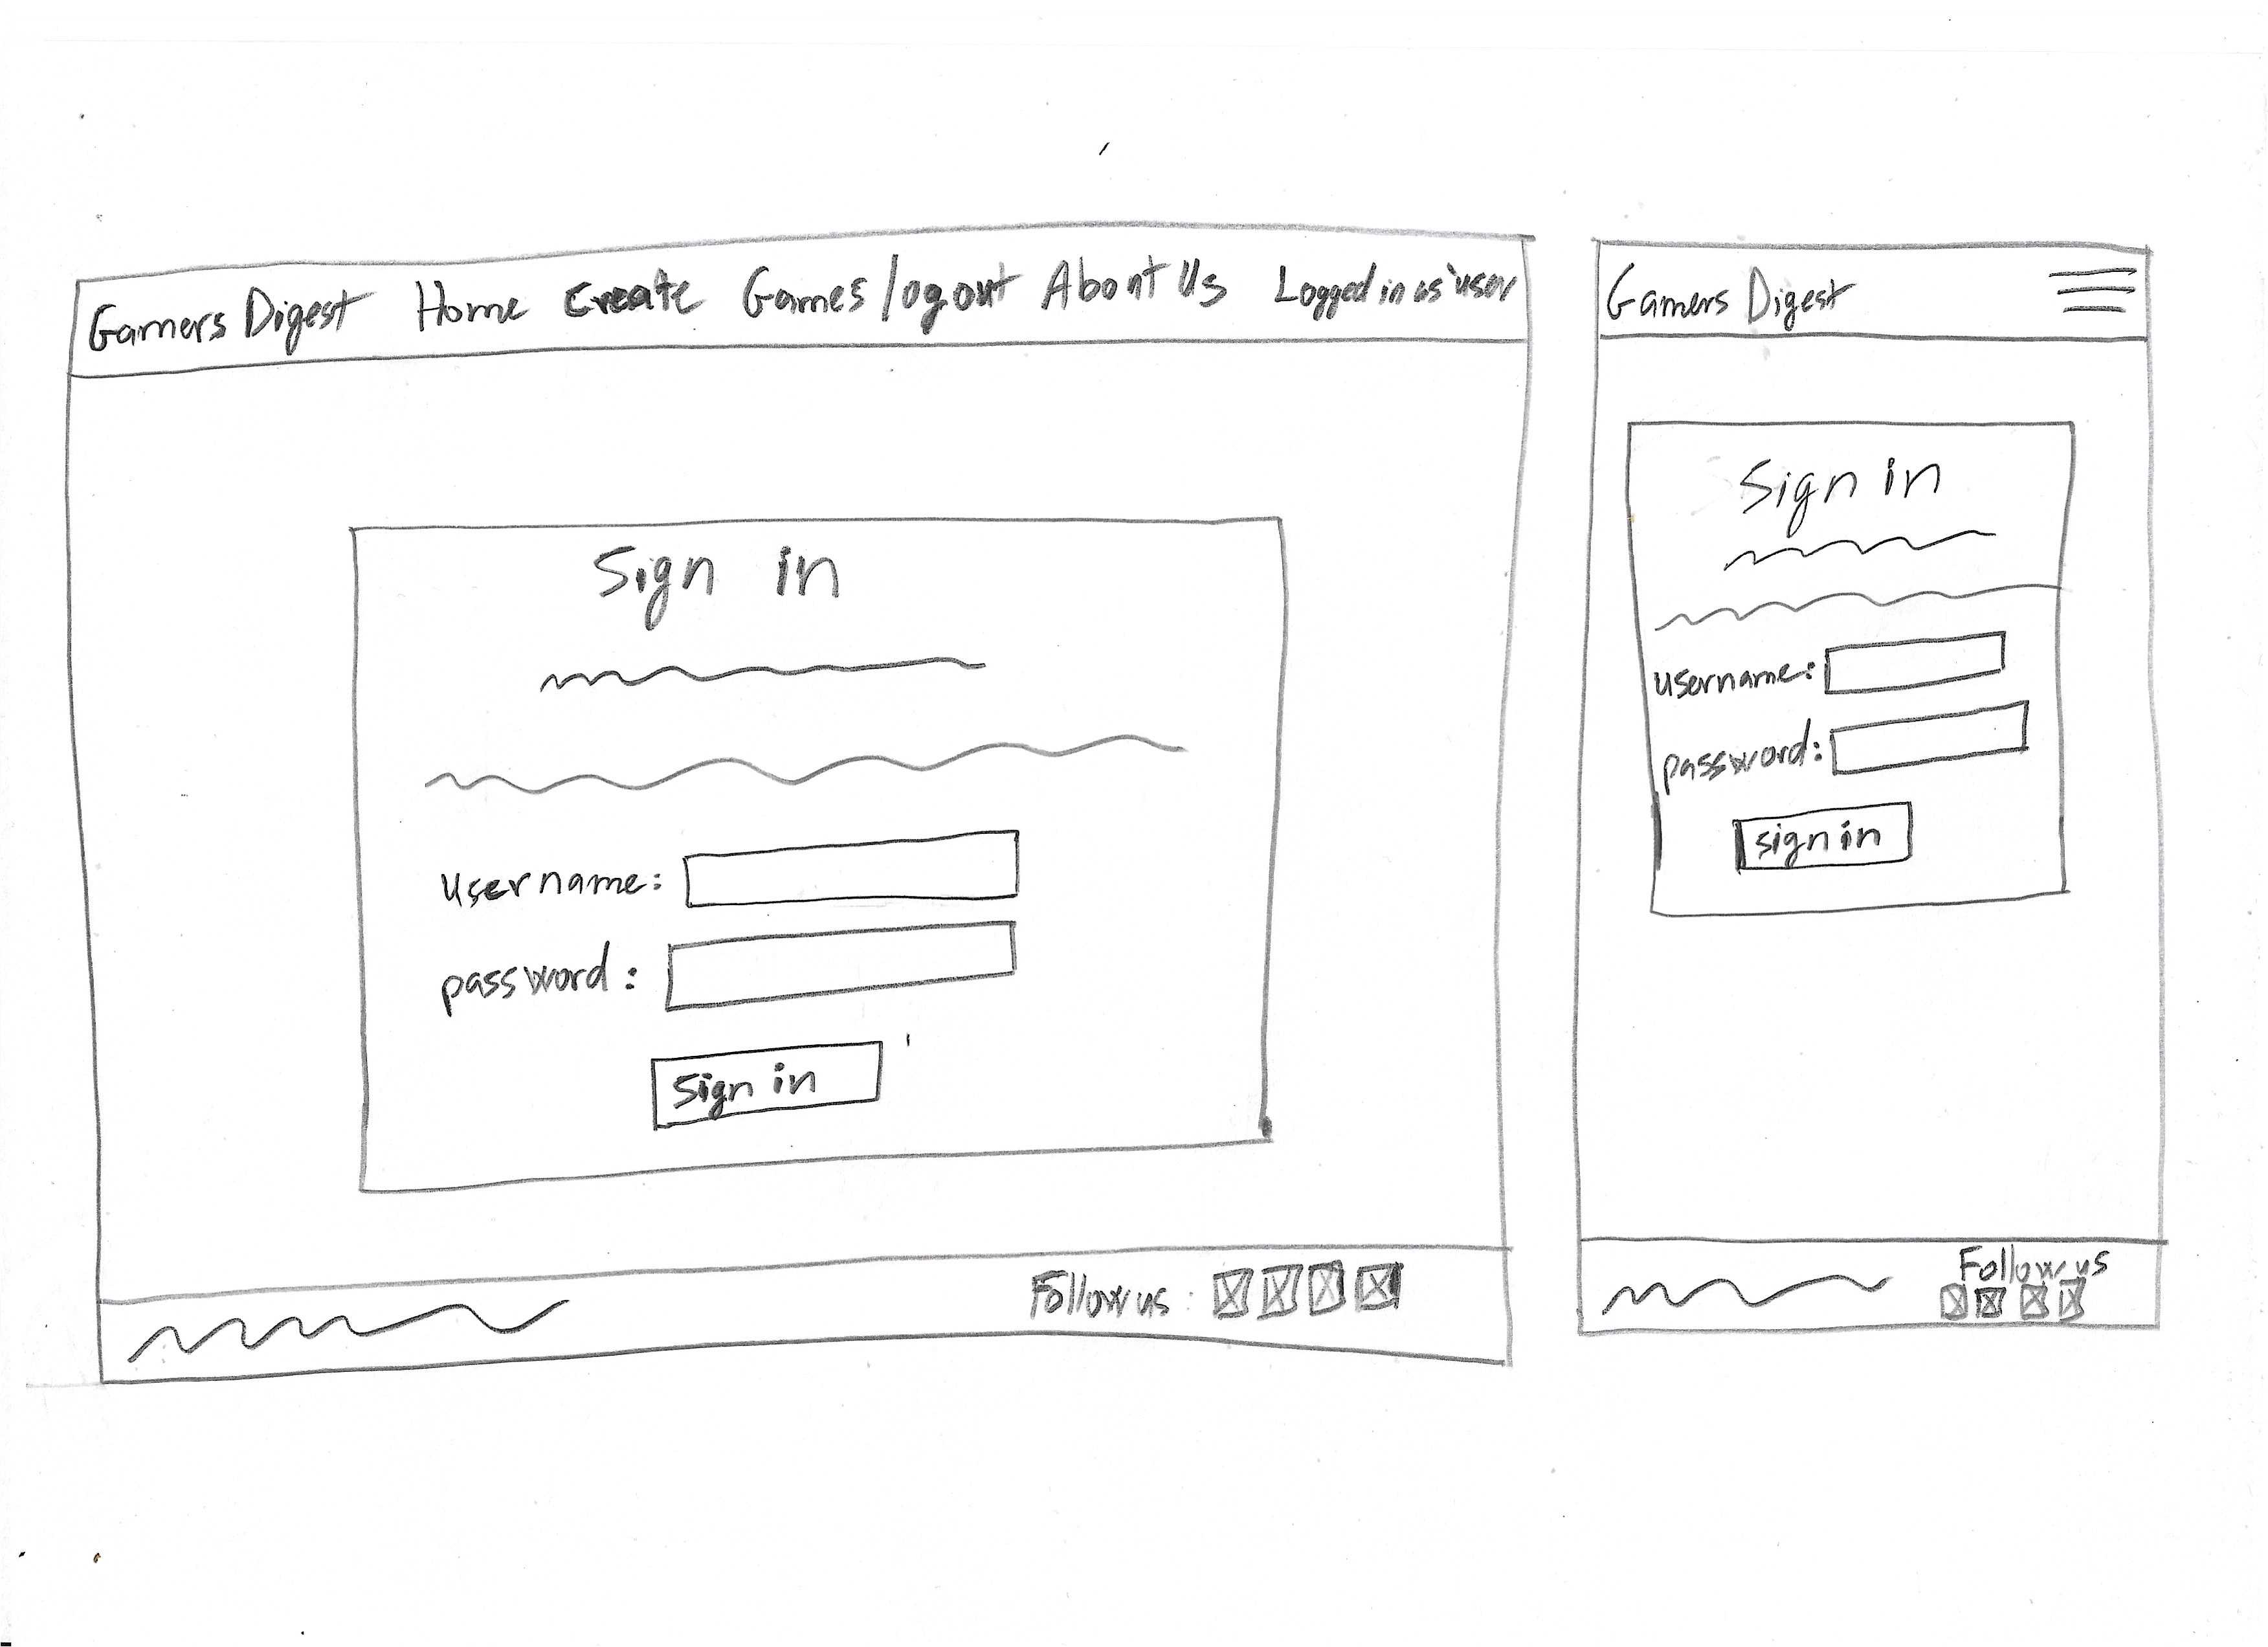 Gamers Digest Home Create Games logout About Us Logged in as 'user
Sign in
username:
password:
Sign in
Follow us :
Gamers Digest
Sign in
username:
password:
sign in
Follow us